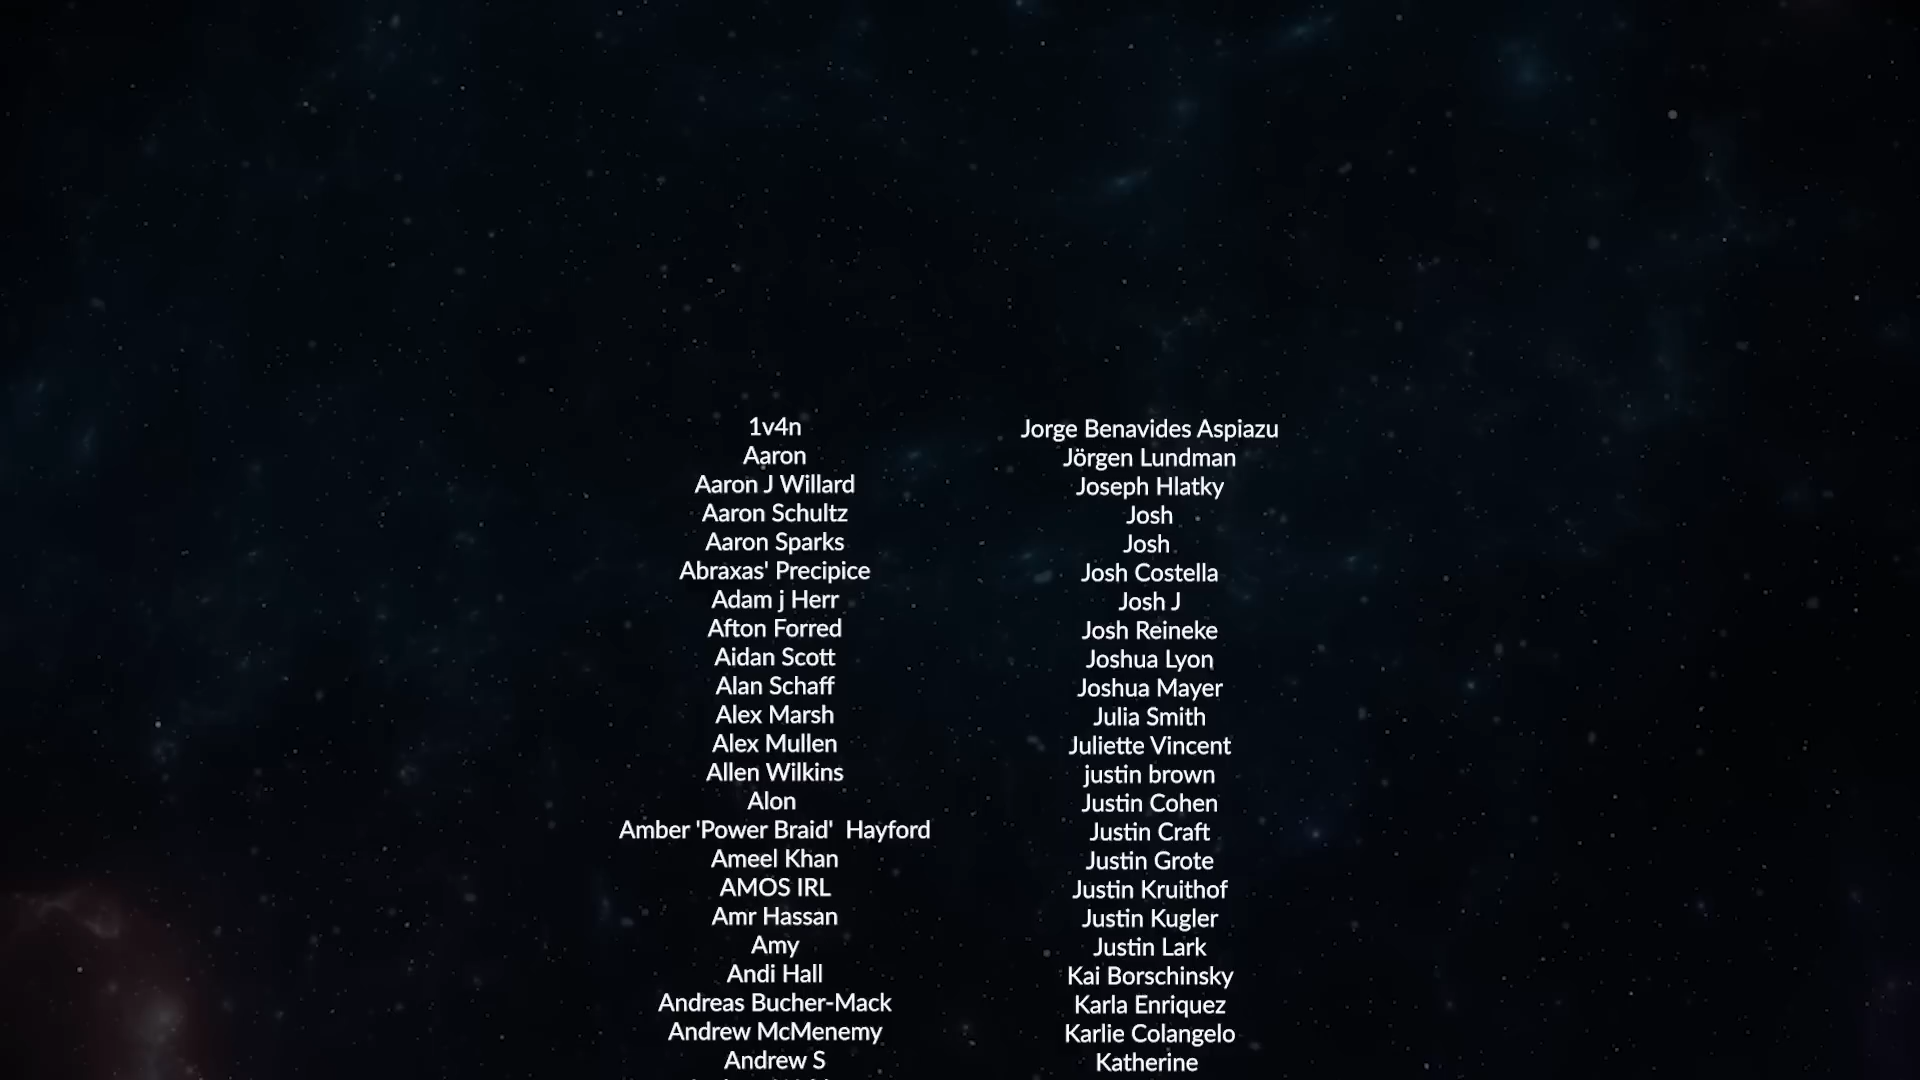 1v4n
Aaron
Aaron J Willard
Aaron Schultz
Aaron Sparks
Abraxas' Precipice
Adam j Herr
Afton Forred
Aidan Scott
Alan Schaff
Alex Marsh
Alex Mullen
Allen Wilkins
Alon
Amber 'Power Braid'  Hayford
Ameel Khan
AMOS IRL
Amr Hassan
Amy
Andi Hall
Andreas Bucher-Mack
Andrew McMenemy
Andrew S
Jorge Benavides Aspiazu
Jörgen Lundman
Joseph Hlatky
Josh
Josh
Josh Costella
Josh J
Josh Reineke
Joshua Lyon
Joshua Mayer
Julia Smith
Juliette Vincent
justin brown
Justin Cohen
Justin Craft
Justin Grote
Justin Kruithof
Justin Kugler
Justin Lark
Kai Borschinsky
Karla Enriquez
Karlie Colangelo
Katherine